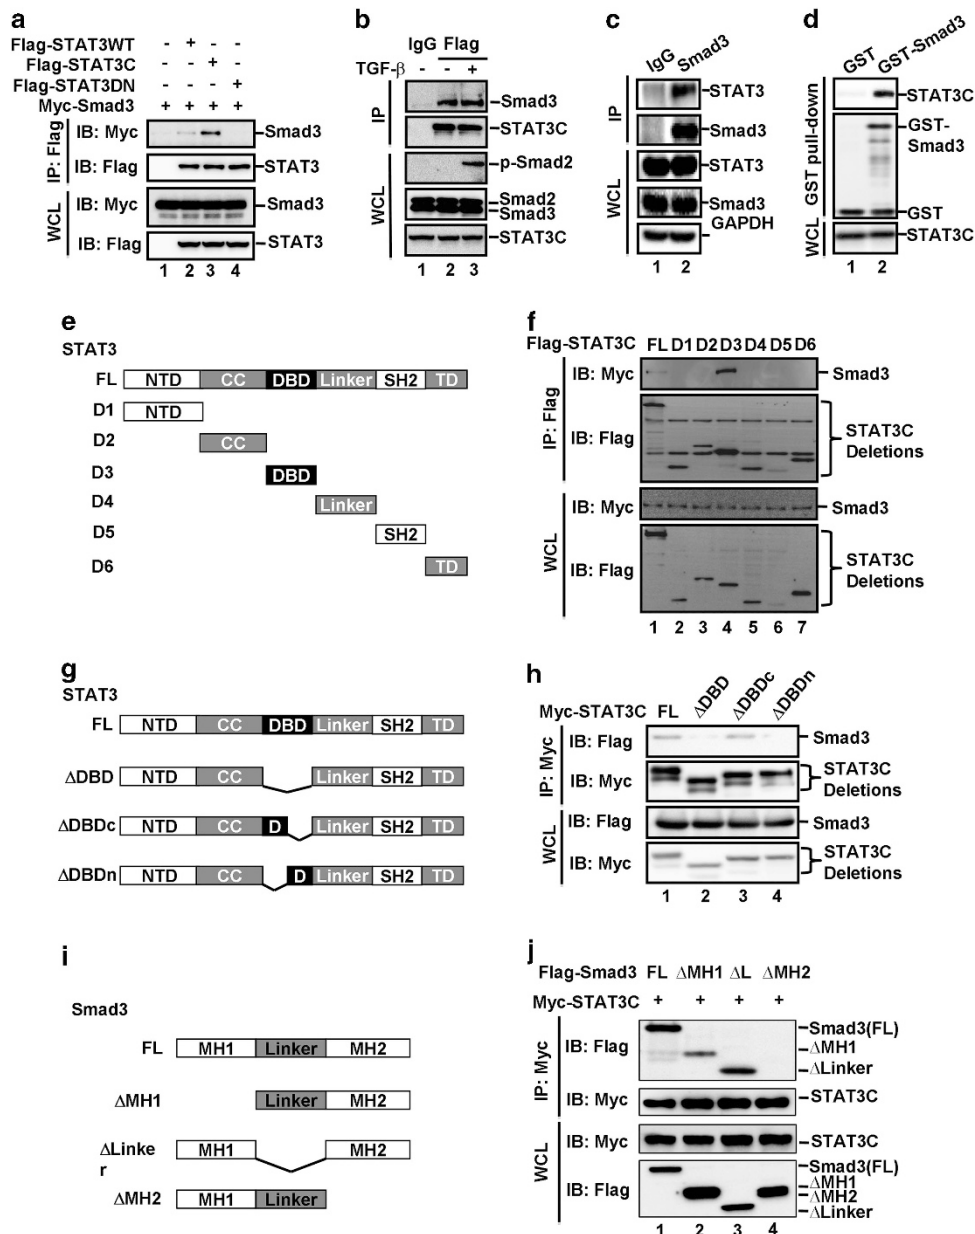 a
Flag-STAT3WT - + - -
Flag-STAT3C - - + -
Flag-STAT3DN - - - +
Myc-Smad3 + + + +
IP: Flag
IB: Myc
Smad3
IB: Flag
STAT3
WCL
IB: Myc
Smad3
IB: Flag
STAT3
1 2 3 4
b
IgG Flag
TGF-β - - +
IP
Smad3
STAT3C
WCL
p-Smad2
Smad2
Smad3
STAT3C
1 2 3
c
IgG Smad3
IP
STAT3
Smad3
WCL
STAT3
Smad3
GAPDH
1 2
d
GST GST-Smad3
GST pull-down
STAT3C
GST-
Smad3
GST
WCL
STAT3C
1 2
e
STAT3
FL NTD CC DBD Linker SH2 TD
D1 NTD
D2 CC
D3 DBD
D4 Linker
D5 SH2
D6 TD
f
Flag-STAT3C FL D1 D2 D3 D4 D5 D6
IP: Flag
IB: Myc
Smad3
IB: Flag
STAT3C
Deletions
WCL
IB: Myc
Smad3
IB: Flag
STAT3C
Deletions
1 2 3 4 5 6 7
g
STAT3
FL NTD CC DBD Linker SH2 TD
ΔDBD NTD CC Linker SH2 TD
ΔDBDc NTD CC D Linker SH2 TD
ΔDBDn NTD CC D Linker SH2 TD
h
Myc-STAT3C FL ΔDBD ΔDBDc ΔDBDn
IP: Myc
IB: Flag
Smad3
IB: Myc
STAT3C
Deletions
WCL
IB: Flag
Smad3
IB: Myc
STAT3C
Deletions
1 2 3 4
i
Smad3
FL MH1 Linker MH2
ΔMH1 Linker MH2
ΔLinke
r
MH1 MH2
ΔMH2 MH1 Linker
j
Flag-Smad3 FL ΔMH1 ΔL ΔMH2
Myc-STAT3C + + + +
IP: Myc
IB: Flag
Smad3(FL)
ΔMH1
ΔLinker
IB: Myc
STAT3C
WCL
IB: Myc
STAT3C
IB: Flag
Smad3(FL)
ΔMH1
ΔMH2
ΔLinker
1 2 3 4